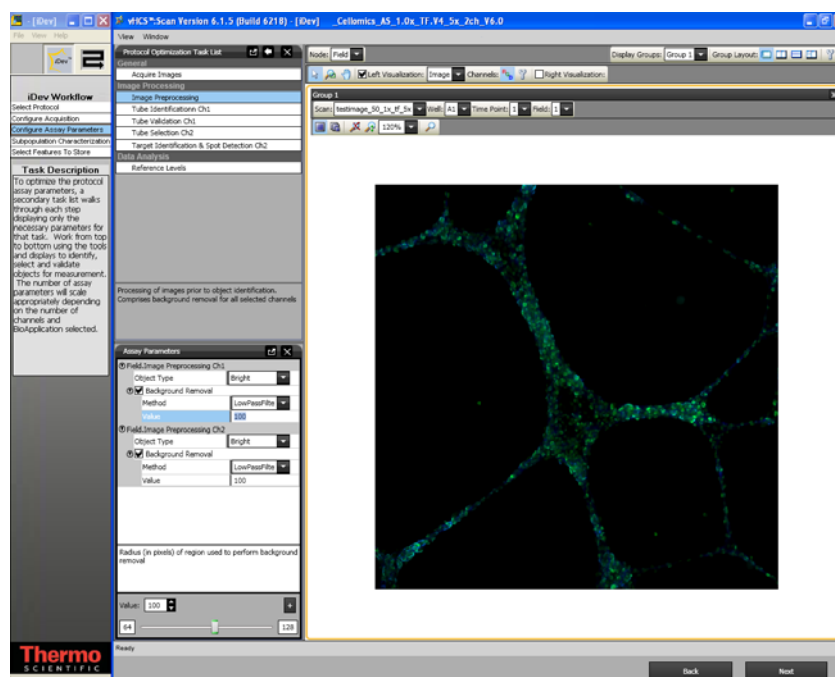 - [iDev]
vHCS™:Scan Version 6.1.5 (Build 6218) - [iDev] _Cellomics_AS_1.0x_TF.V4_5x_2ch_V6.0
File View Help
View Window
iDev
iDev Workflow
Select Protocol
Configure Acquisition
Configure Assay Parameters
Subpopulation Characterization
Select Features To Store
Task Description
To optimize the protocol
assay parameters, a
secondary task list walks
through each step
displaying only the
necessary parameters for
that task. Work from top
to bottom using the tools
and displays to identify,
select and validate
objects for measurement.
The number of assay
parameters will scale
appropriately depending
on the number of
channels and
BioApplication selected.
Thermo
SCIENTIFIC
Protocol Optimization Task List
General
Acquire Images
Image Processing
Image Preprocessing
Tube Identificationn Ch1
Tube Validation Ch1
Tube Selection Ch2
Target Identification & Spot Detection Ch2
Data Analysis
Reference Levels
Processing of images prior to object identification.
Comprises background removal for all selected channels
Assay Parameters
Field.Image Preprocessing Ch1
Object Type Bright
Background Removal
Method LowPassFilte
Value 100
Field.Image Preprocessing Ch2
Object Type Bright
Background Removal
Method LowPassFilte
Value 100
Radius (in pixels) of region used to perform background
removal
Value: 100
+
64 128
Node: Field Display Groups: Group 1 Group Layout:
Left Visualization: Image Channels: Right Visualization:
Group 1
Scan: testimage_50_1x_tf_5x Well: A1 Time Point: 1 Field: 1
120%
Ready
Back Next